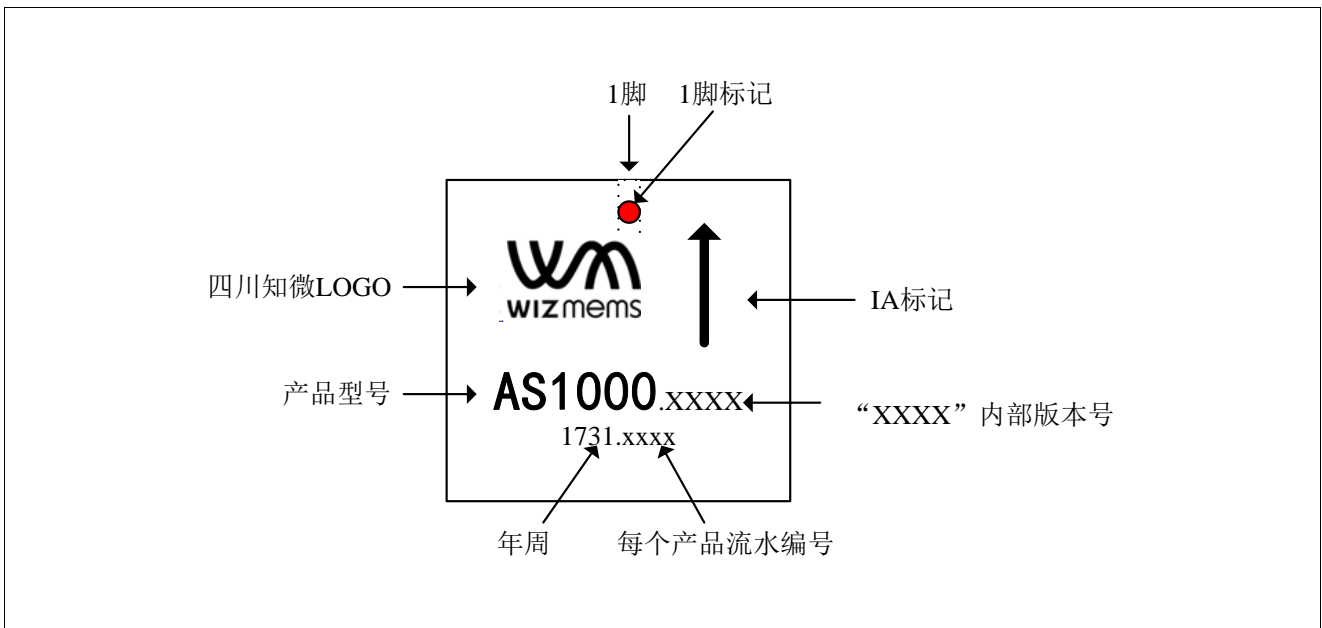 1脚 1脚标记
WM
wızmems
四川知微LOGO
IA标记
产品型号
AS1000.XXXX
“XXXX”内部版本号
1731.xxxx
年周 每个产品流水编号